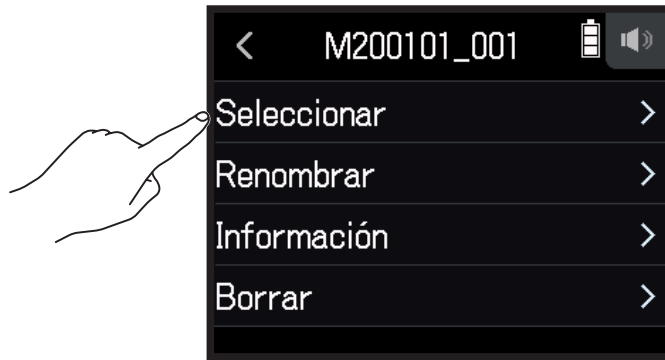 M200101_001
Seleccionar
Renombrar
Información
Borrar